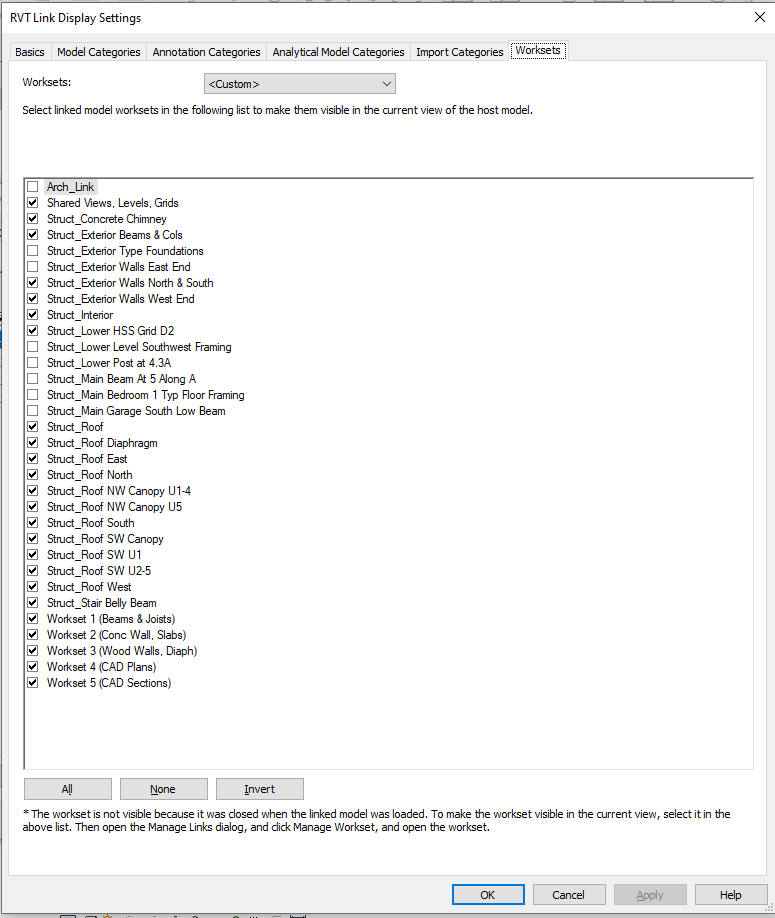 RVT Link Display Settings
Basics Model Categories Annotation Categories Analytical Model Categories Import Categories Worksets
Worksets: <Custom>
Select linked model worksets in the following list to make them visible in the current view of the host model.
Arch_Link
Shared Views, Levels, Grids
Struct_Concrete Chimney
Struct_Exterior Beams & Cols
Struct_Exterior Type Foundations
Struct_Exterior Walls East End
Struct_Exterior Walls North & South
Struct_Exterior Walls West End
Struct_Interior
Struct_Lower HSS Grid D2
Struct_Lower Level Southwest Framing
Struct_Lower Post at 4.3A
Struct_Main Beam At 5 Along A
Struct_Main Bedroom 1 Typ Floor Framing
Struct_Main Garage South Low Beam
Struct_Roof
Struct_Roof Diaphragm
Struct_Roof East
Struct_Roof North
Struct_Roof NW Canopy U1-4
Struct_Roof NW Canopy U5
Struct_Roof South
Struct_Roof SW Canopy
Struct_Roof SW U1
Struct_Roof SW U2-5
Struct_Roof West
Struct_Stair Belly Beam
Workset 1 (Beams & Joists)
Workset 2 (Conc Wall, Slabs)
Workset 3 (Wood Walls, Diaph)
Workset 4 (CAD Plans)
Workset 5 (CAD Sections)
All None Invert
* The workset is not visible because it was closed when the linked model was loaded. To make the workset visible in the current view, select it in the
above list. Then open the Manage Links dialog, and click Manage Workset, and open the workset.
OK Cancel Apply Help